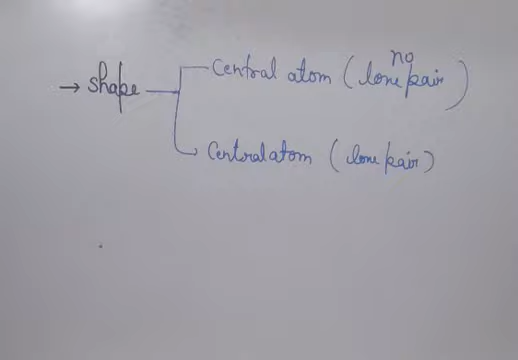 no
→ shape central atom (lone pair)
Central atom (lone pair)